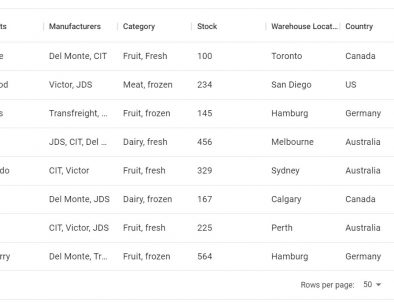 ts Manufacturers Category Stock Warehouse Locat... Country
e Del Monte, CIT Fruit, Fresh 100 Toronto Canada
od Victor, JDS Meat, frozen 234 San Diego US
s Transfreight, ... Fruit, frozen 145 Hamburg Germany
JDS, CIT, Del ... Dairy, fresh 456 Melbourne Australia
do CIT, Victor Fruit, fresh 329 Sydney Australia
Del Monte, JDS Dairy, frozen 167 Calgary Canada
CIT, Victor, JDS Fruit, fresh 225 Perth Australia
rry Del Monte, Tr... Fruit, frozen 564 Hamburg Germany
Rows per page: 50